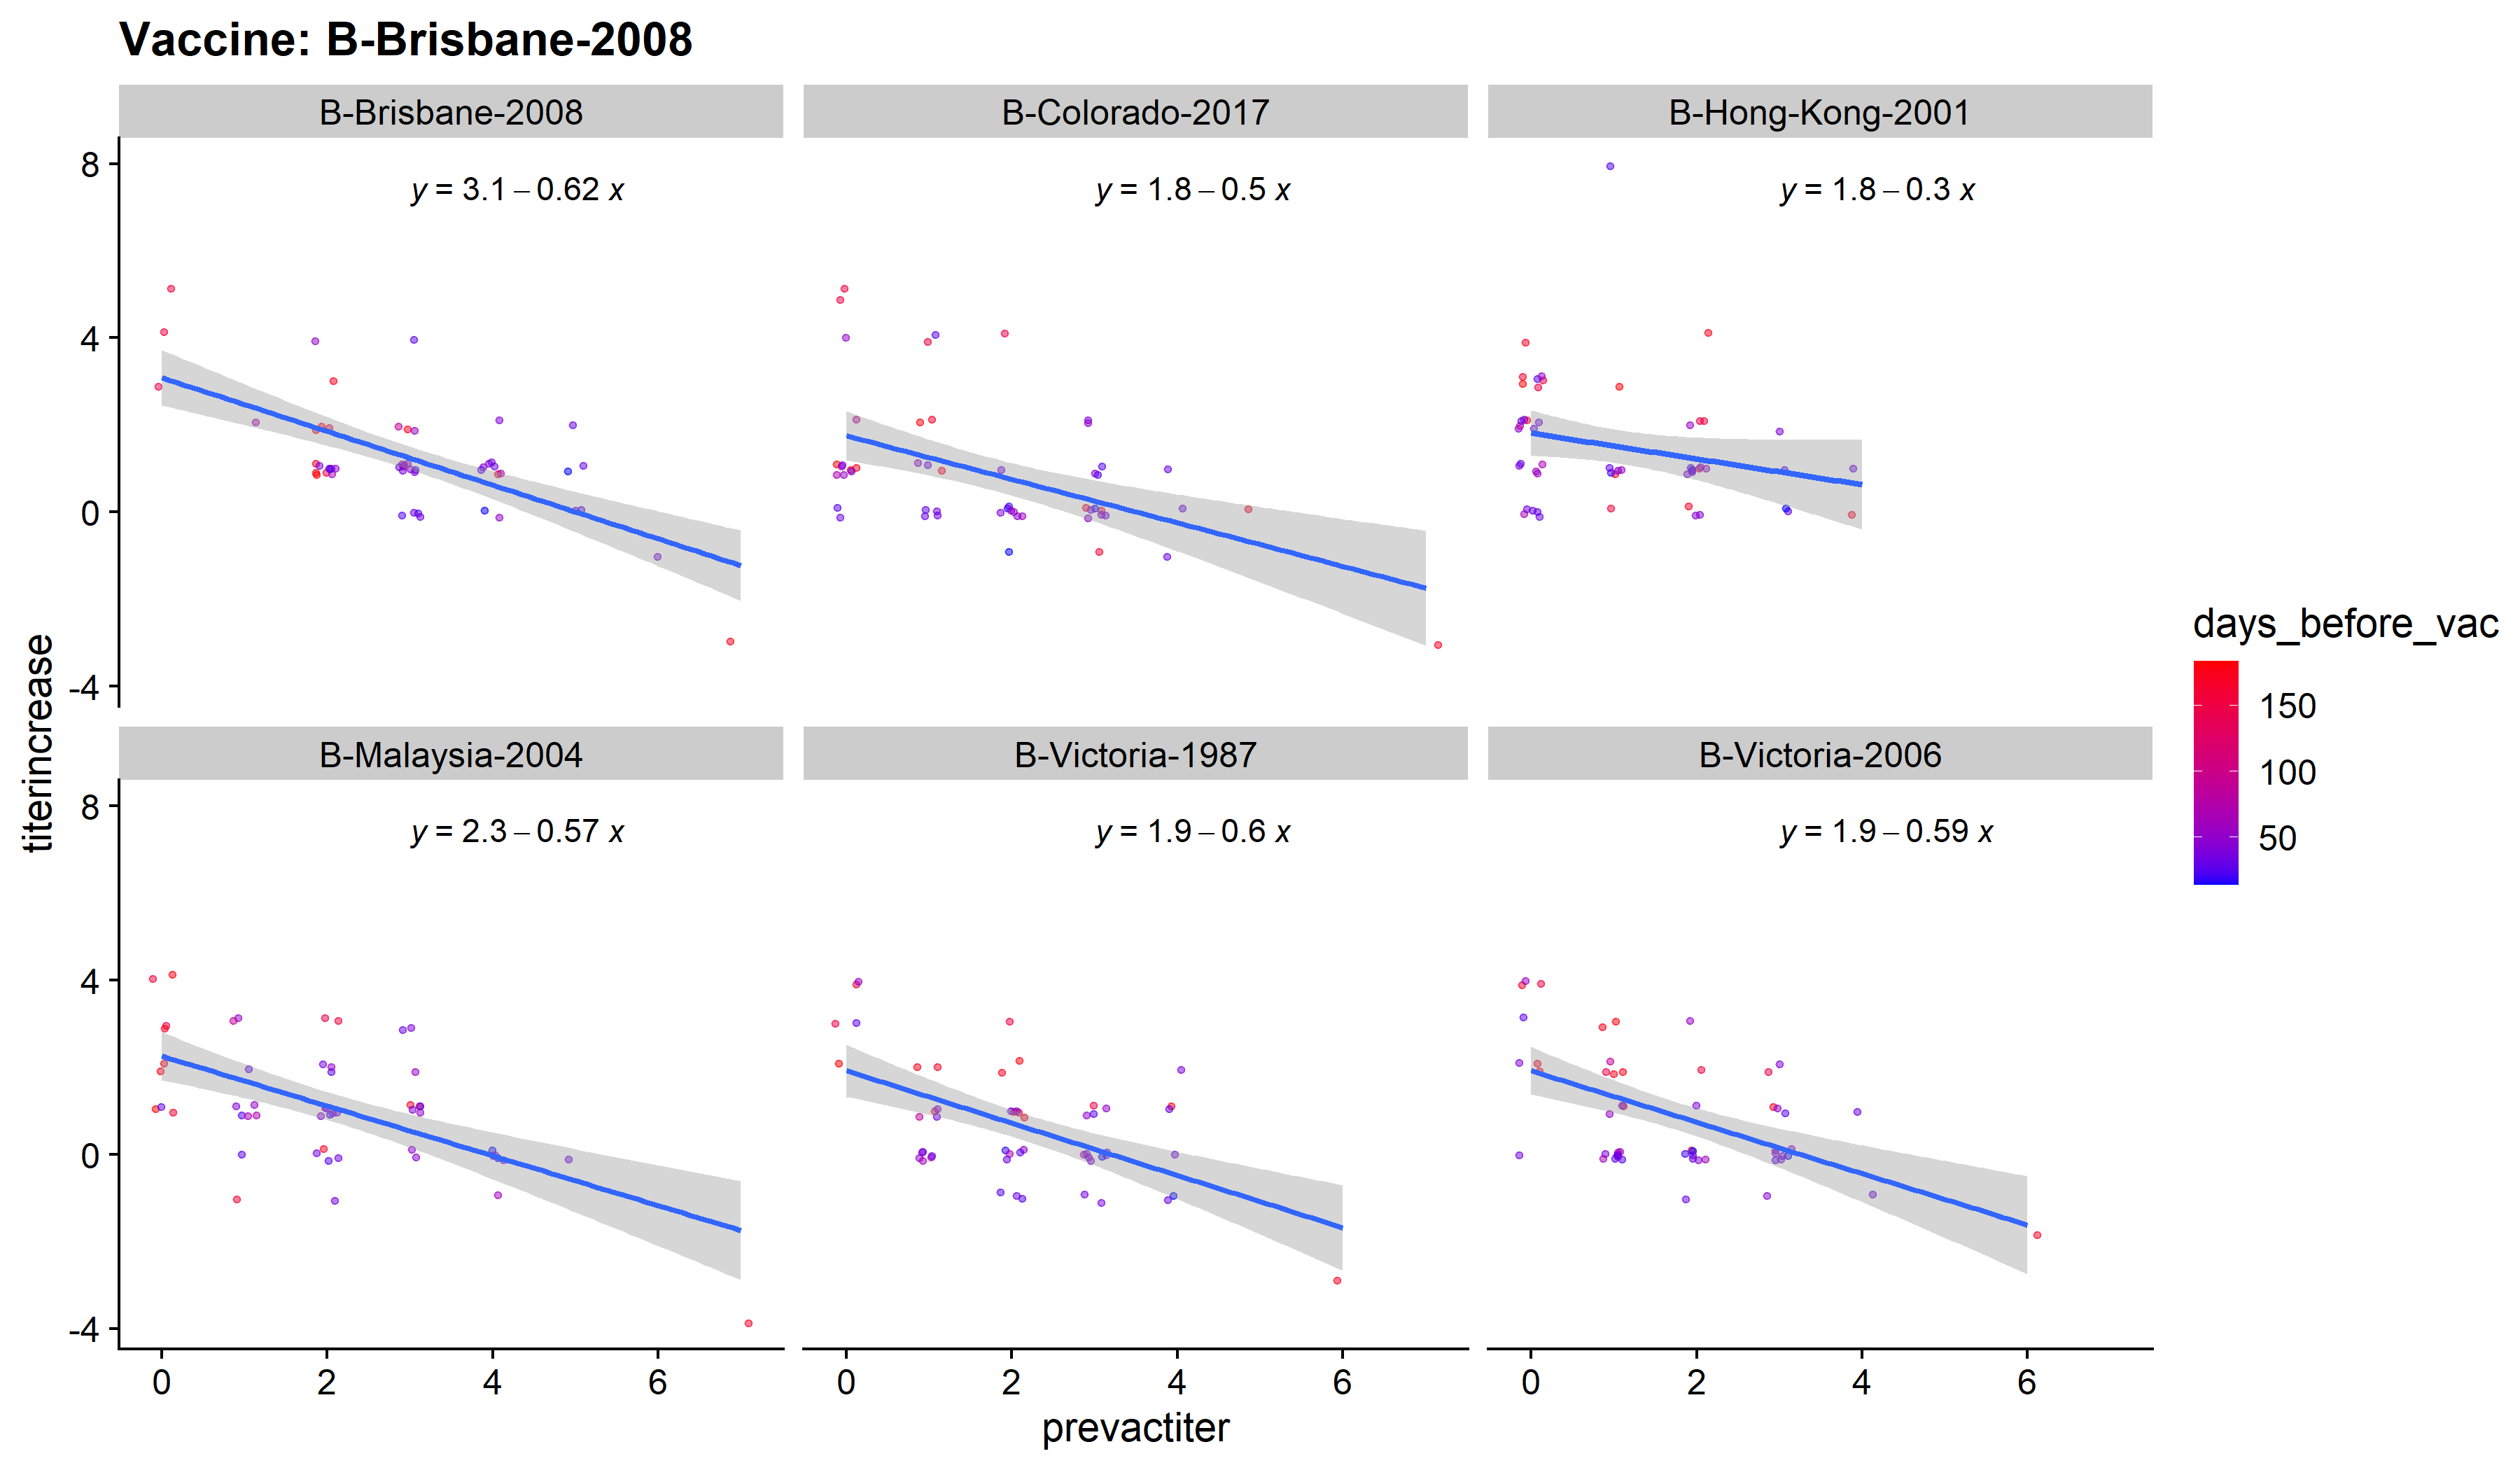 Vaccine: B-Brisbane-2008
B-Brisbane-2008
B-Colorado-2017
B-Hong-Kong-2001
y = 3.1 – 0.62 x
y = 1.8 – 0.5 x
y = 1.8 – 0.3 x
8
4
0
-4
B-Malaysia-2004
B-Victoria-1987
B-Victoria-2006
y = 2.3 – 0.57 x
y = 1.9 – 0.6 x
y = 1.9 – 0.59 x
8
4
0
-4
0 2 4 6
0 2 4 6
0 2 4 6
prevactiter
titerincrease
days_before_vac
150
100
50